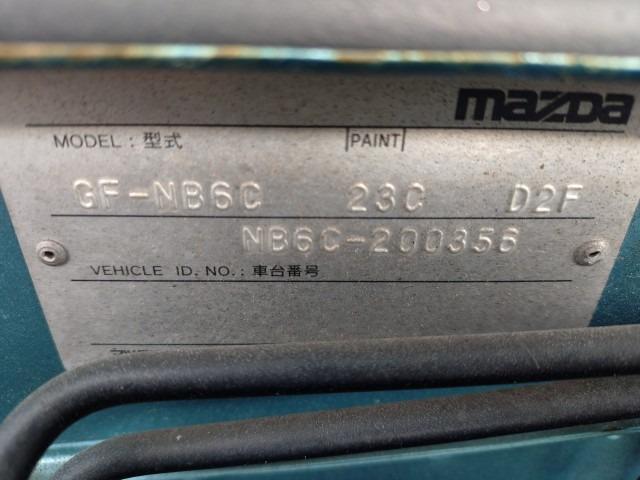 mazda
MODEL : 型式 PAINT
GF-NB6C 23C D2F
NB6C-200356
VEHICLE ID. NO. : 車台番号